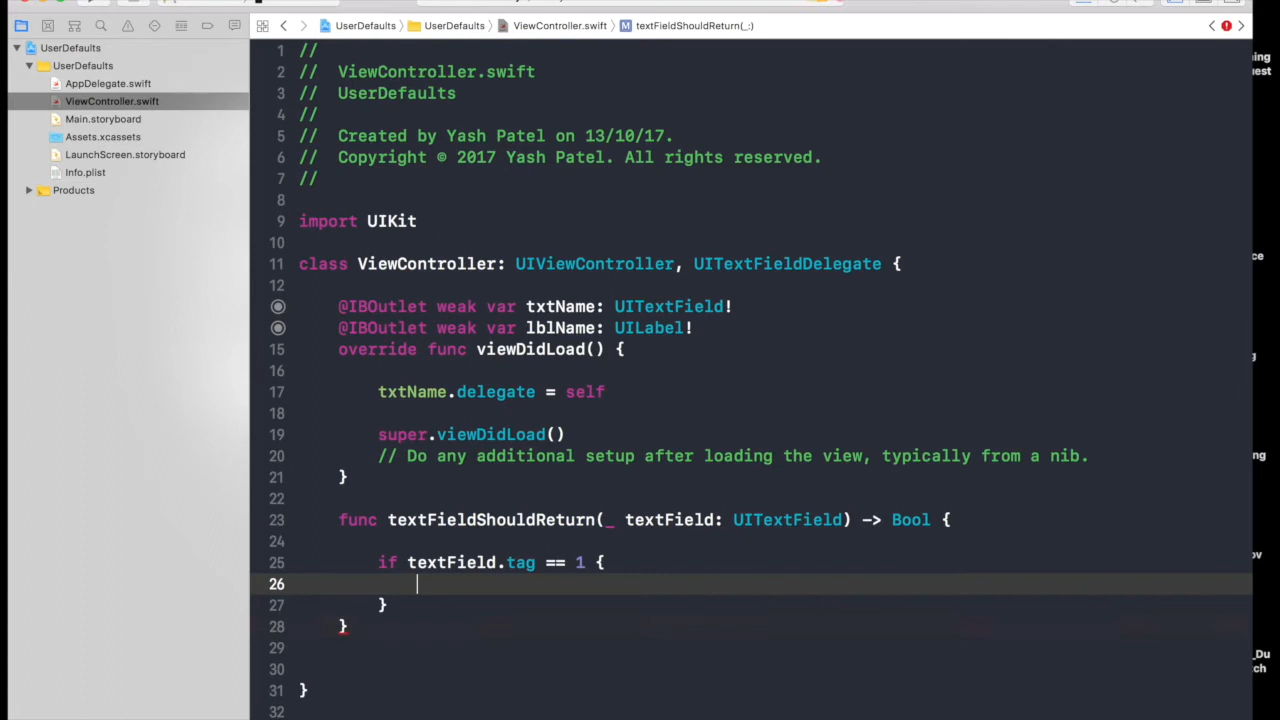 UserDefaults
UserDefaults
AppDelegate.swift
ViewController.swift
Main.storyboard
Assets.xcassets
LaunchScreen.storyboard
Info.plist
Products
UserDefaults UserDefaults ViewController.swift M textFieldShouldReturn(_:)
1 //
2 // ViewController.swift
3 // UserDefaults
4 //
5 // Created by Yash Patel on 13/10/17.
6 // Copyright © 2017 Yash Patel. All rights reserved.
7 //
8
9 import UIKit
10
11 class ViewController: UIViewController, UITextFieldDelegate {
12
@IBOutlet weak var txtName: UITextField!
@IBOutlet weak var lblName: UILabel!
15 override func viewDidLoad() {
16
17 txtName.delegate = self
18
19 super.viewDidLoad()
20 // Do any additional setup after loading the view, typically from a nib.
21 }
22
23 func textFieldShouldReturn(_ textField: UITextField) -> Bool {
24
25 if textField.tag == 1 {
26
27 }
28 }
29
30
31 }
32